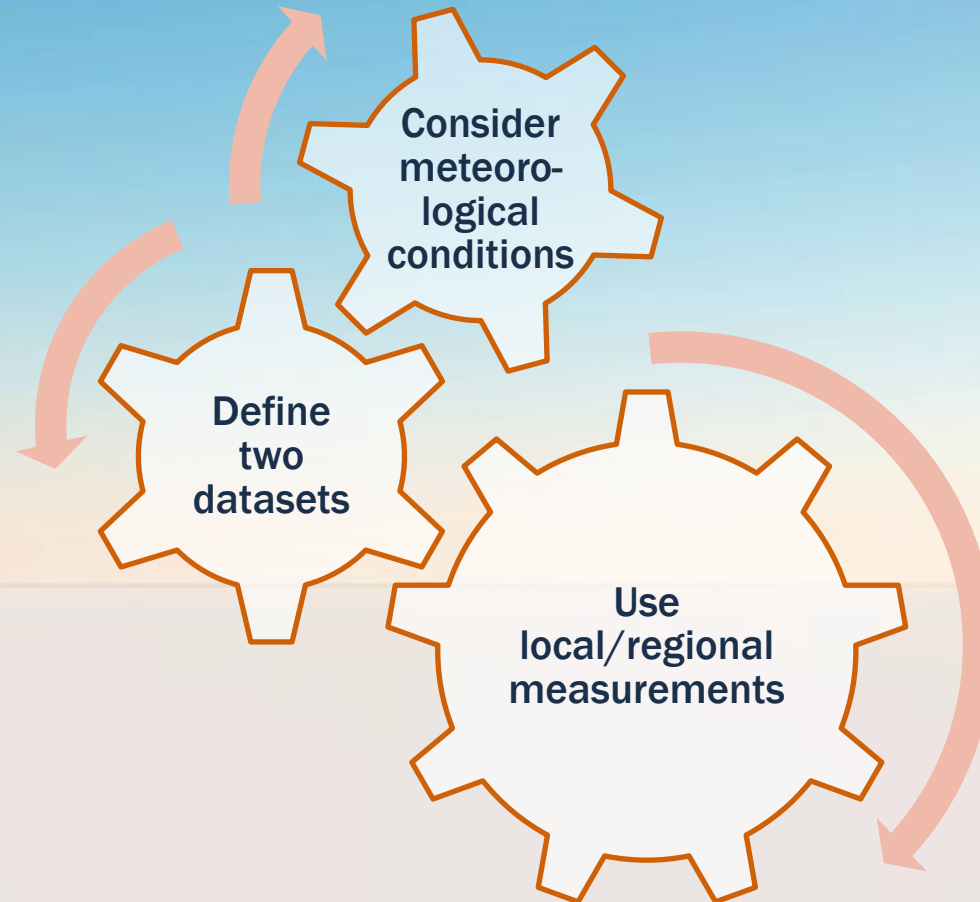 Consider
meteoro-
logical
conditions
Define
two
datasets
Use
local/regional
measurements